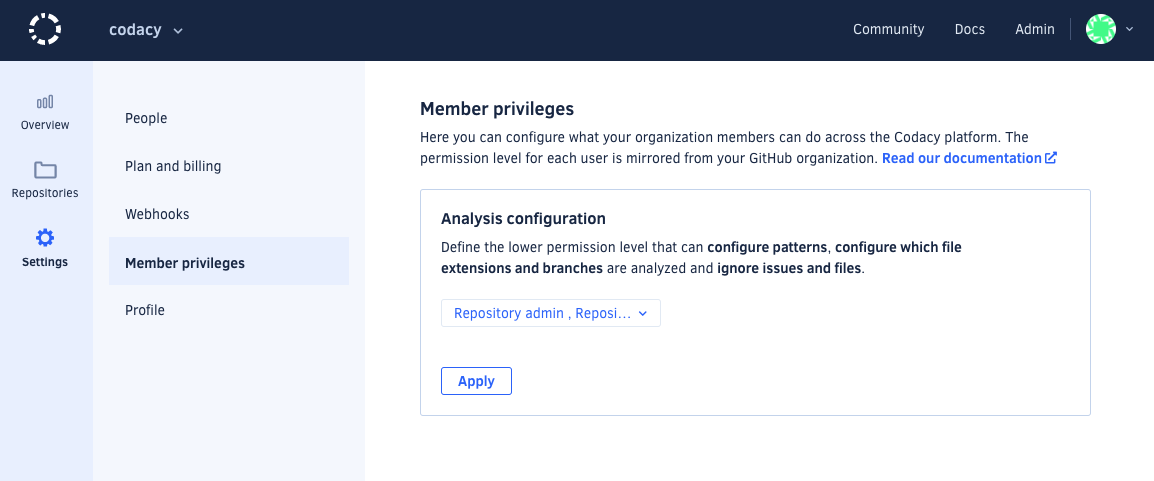 codacy
Community
Docs
Admin
Overview
Repositories
Settings
People
Plan and billing
Webhooks
Member privileges
Profile
Member privileges
Here you can configure what your organization members can do across the Codacy platform. The
permission level for each user is mirrored from your GitHub organization. Read our documentation
Analysis configuration
Define the lower permission level that can configure patterns, configure which file
extensions and branches are analyzed and ignore issues and files.
Repository admin , Reposi...
Apply